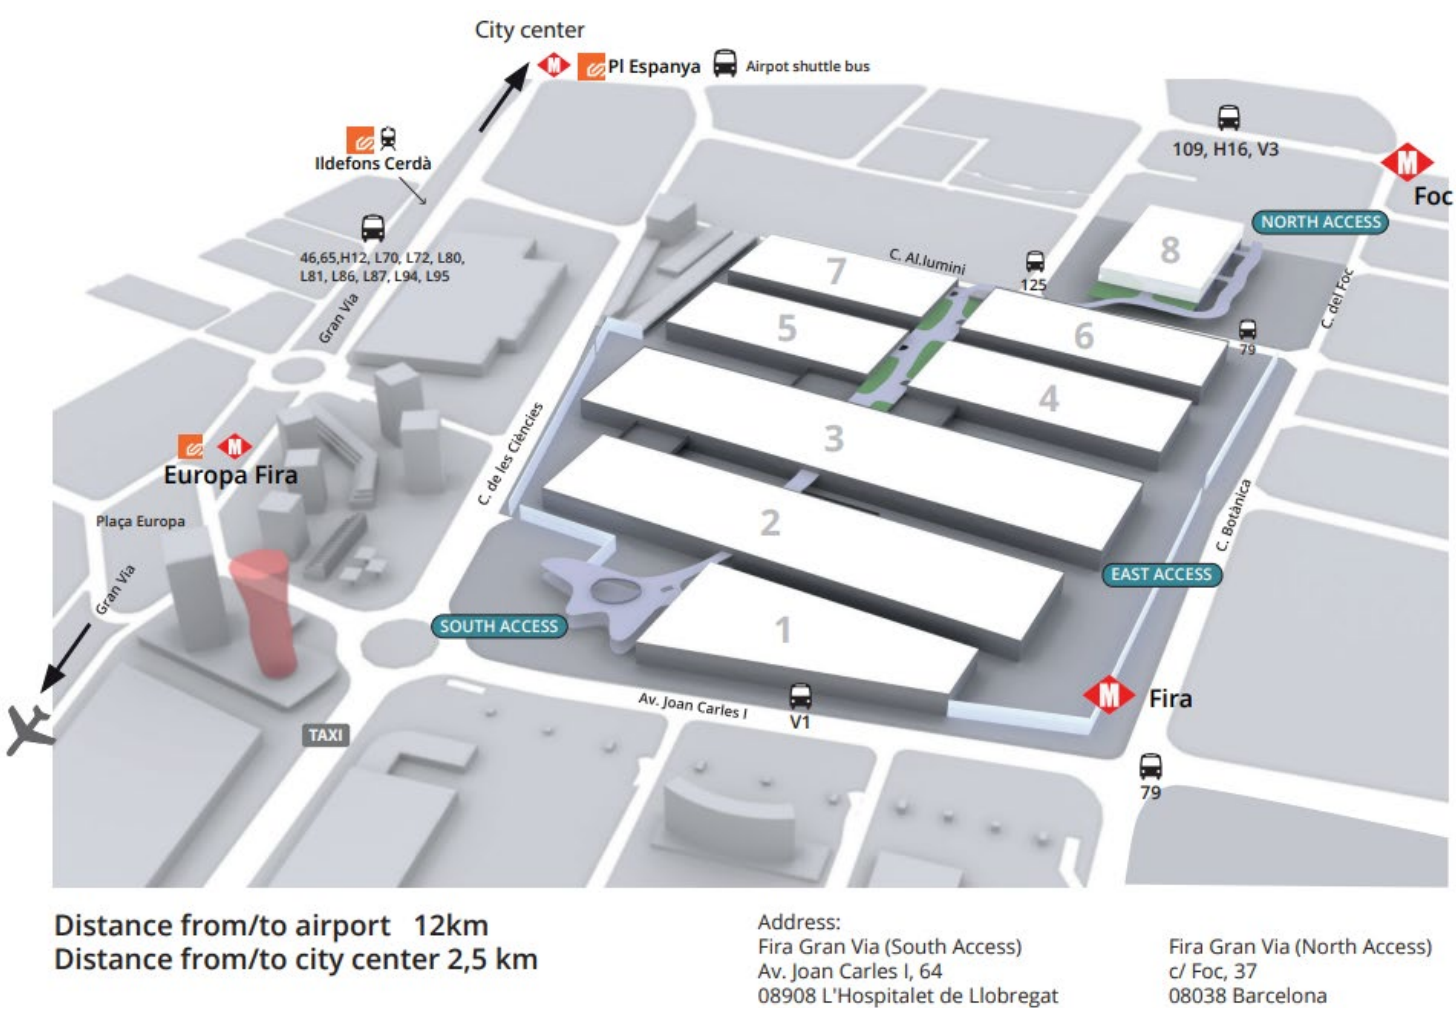 City center
M
Pl Espanya
Airpot shuttle bus
Ildefons Cerdà
109, H16, V3
M
Foc
NORTH ACCESS
46,65,H12, L70, L72, L80,
L81, L86, L87, L94, L95
Gran Via
C. Al.lumini
125
C. del Foc
79
8
7
5
6
4
3
2
1
C. de les Ciències
M
Europa Fira
Plaça Europa
Gran Via
C. Botànica
EAST ACCESS
SOUTH ACCESS
Av. Joan Carles I
V1
M
Fira
TAXI
79
Distance from/to airport 12km
Distance from/to city center 2,5 km
Address:
Fira Gran Via (South Access)
Av. Joan Carles I, 64
08908 L'Hospitalet de Llobregat
Fira Gran Via (North Access)
c/ Foc, 37
08038 Barcelona